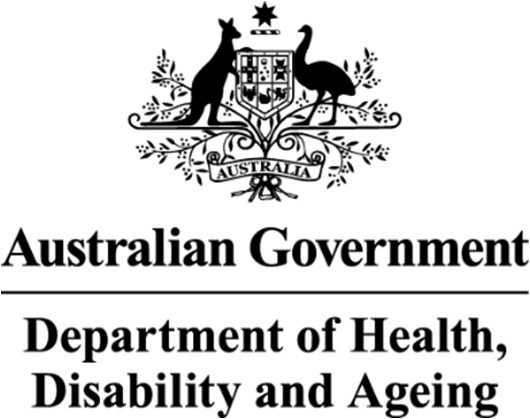 AUSTRALIA
Australian Government
Department of Health,
Disability and Ageing